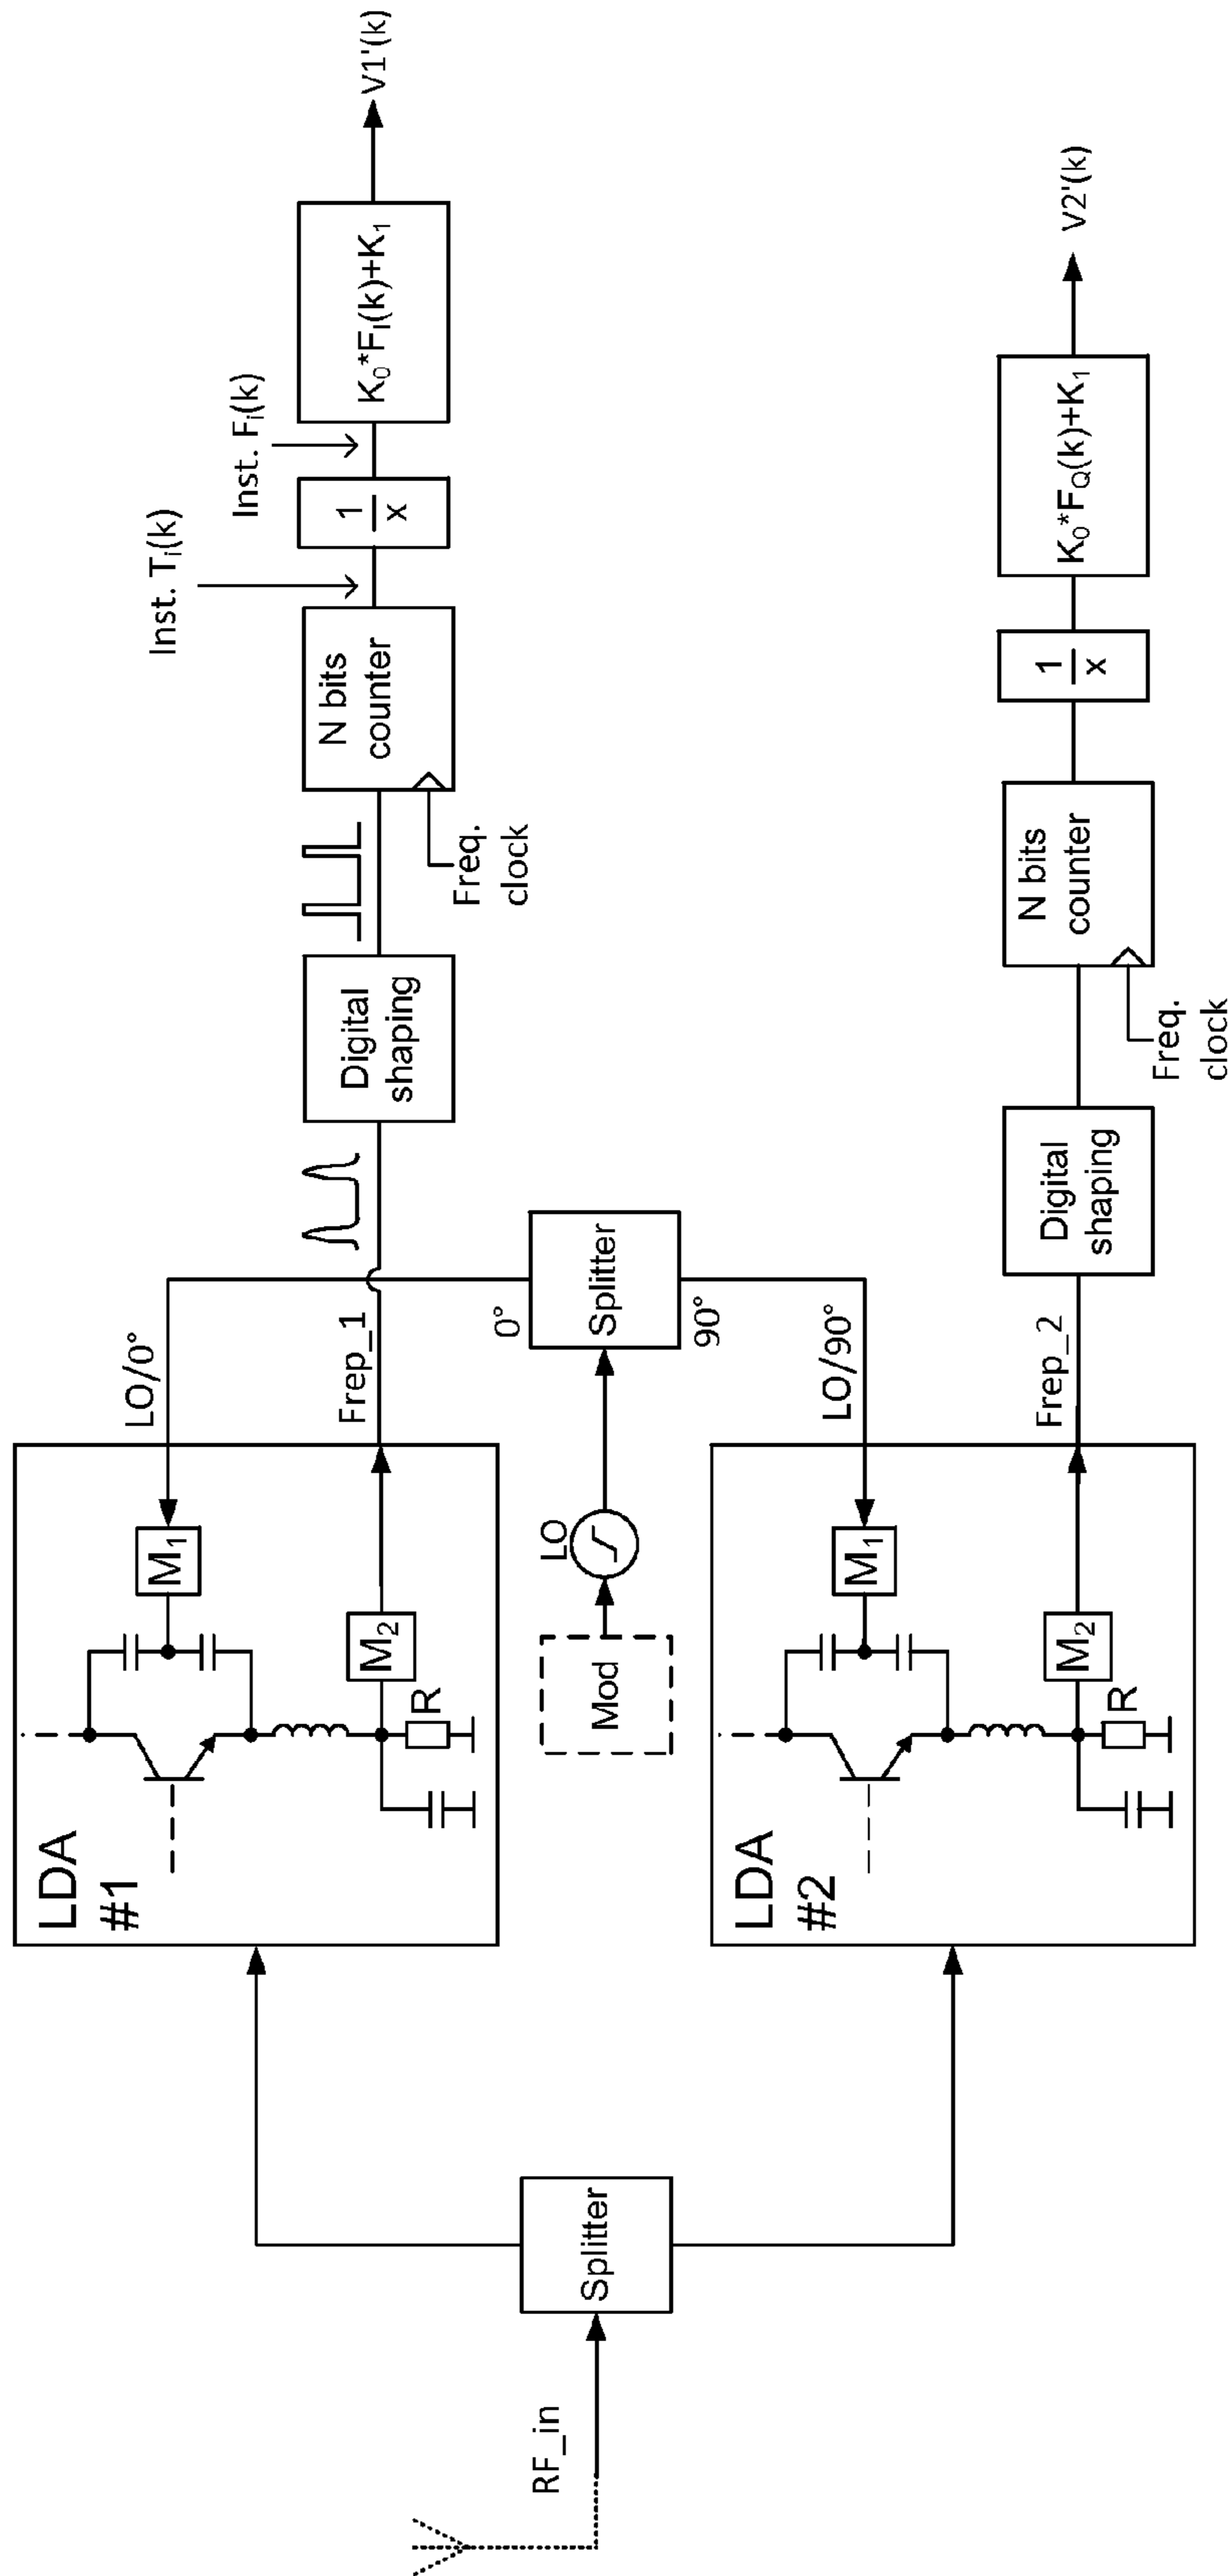 RF_in
Splitter
LDA
#1
R
M₂
M₁
LO/0°
Frep_1
Digital
shaping
N bits
counter
Freq.
clock
Inst. Tᵢ(k)
1
x
Inst. Fᵢ(k)
K₀*Fₗ(k)+K₁
V1'(k)
Mod
LO
Splitter
0°
90°
LDA
#2
R
M₂
M₁
LO/90°
Frep_2
Digital
shaping
N bits
counter
Freq.
clock
1
x
K₀*F_Q(k)+K₁
V2'(k)